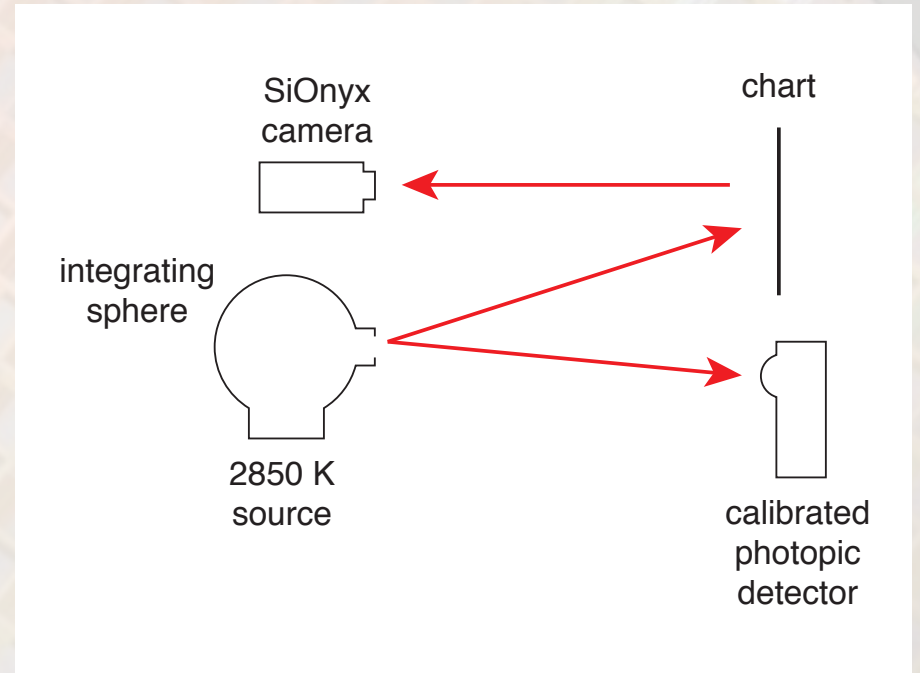 SiOnyx
camera
chart
integrating
sphere
2850 K
source
calibrated
photopic
detector